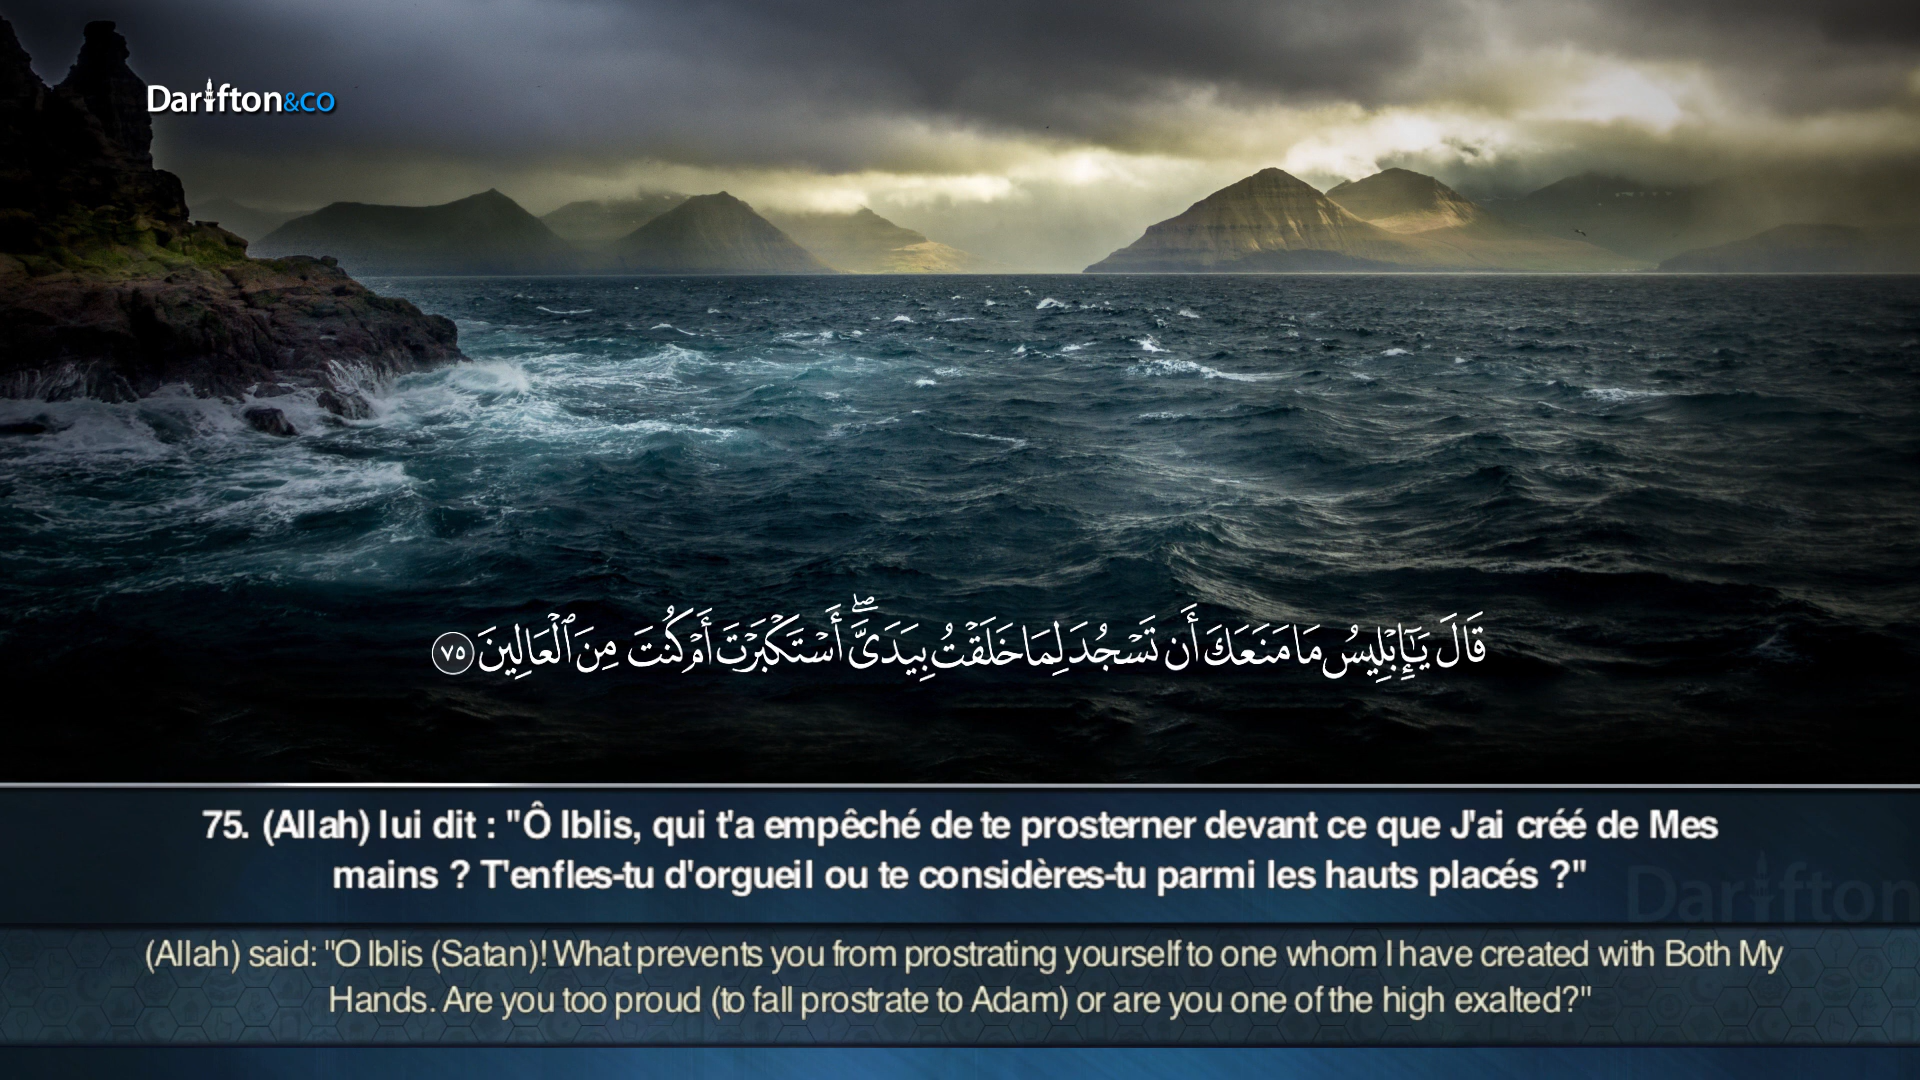 Darifton&CO
قَالَ يَـٰٓإِبْلِيسُ مَا مَنَعَكَ أَن تَسْجُدَ لِمَا خَلَقْتُ بِيَدَىَّ ۖ أَسْتَكْبَرْتَ أَمْ كُنتَ مِنَ ٱلْعَالِينَ ٧٥
75. (Allah) lui dit : "Ô Iblis, qui t'a empêché de te prosterner devant ce que J'ai créé de Mes
mains ? T'enfles-tu d'orgueil ou te considères-tu parmi les hauts placés ?"
Darifton
(Allah) said: "O Iblis (Satan)! What prevents you from prostrating yourself to one whom I have created with Both My
Hands. Are you too proud (to fall prostrate to Adam) or are you one of the high exalted?"